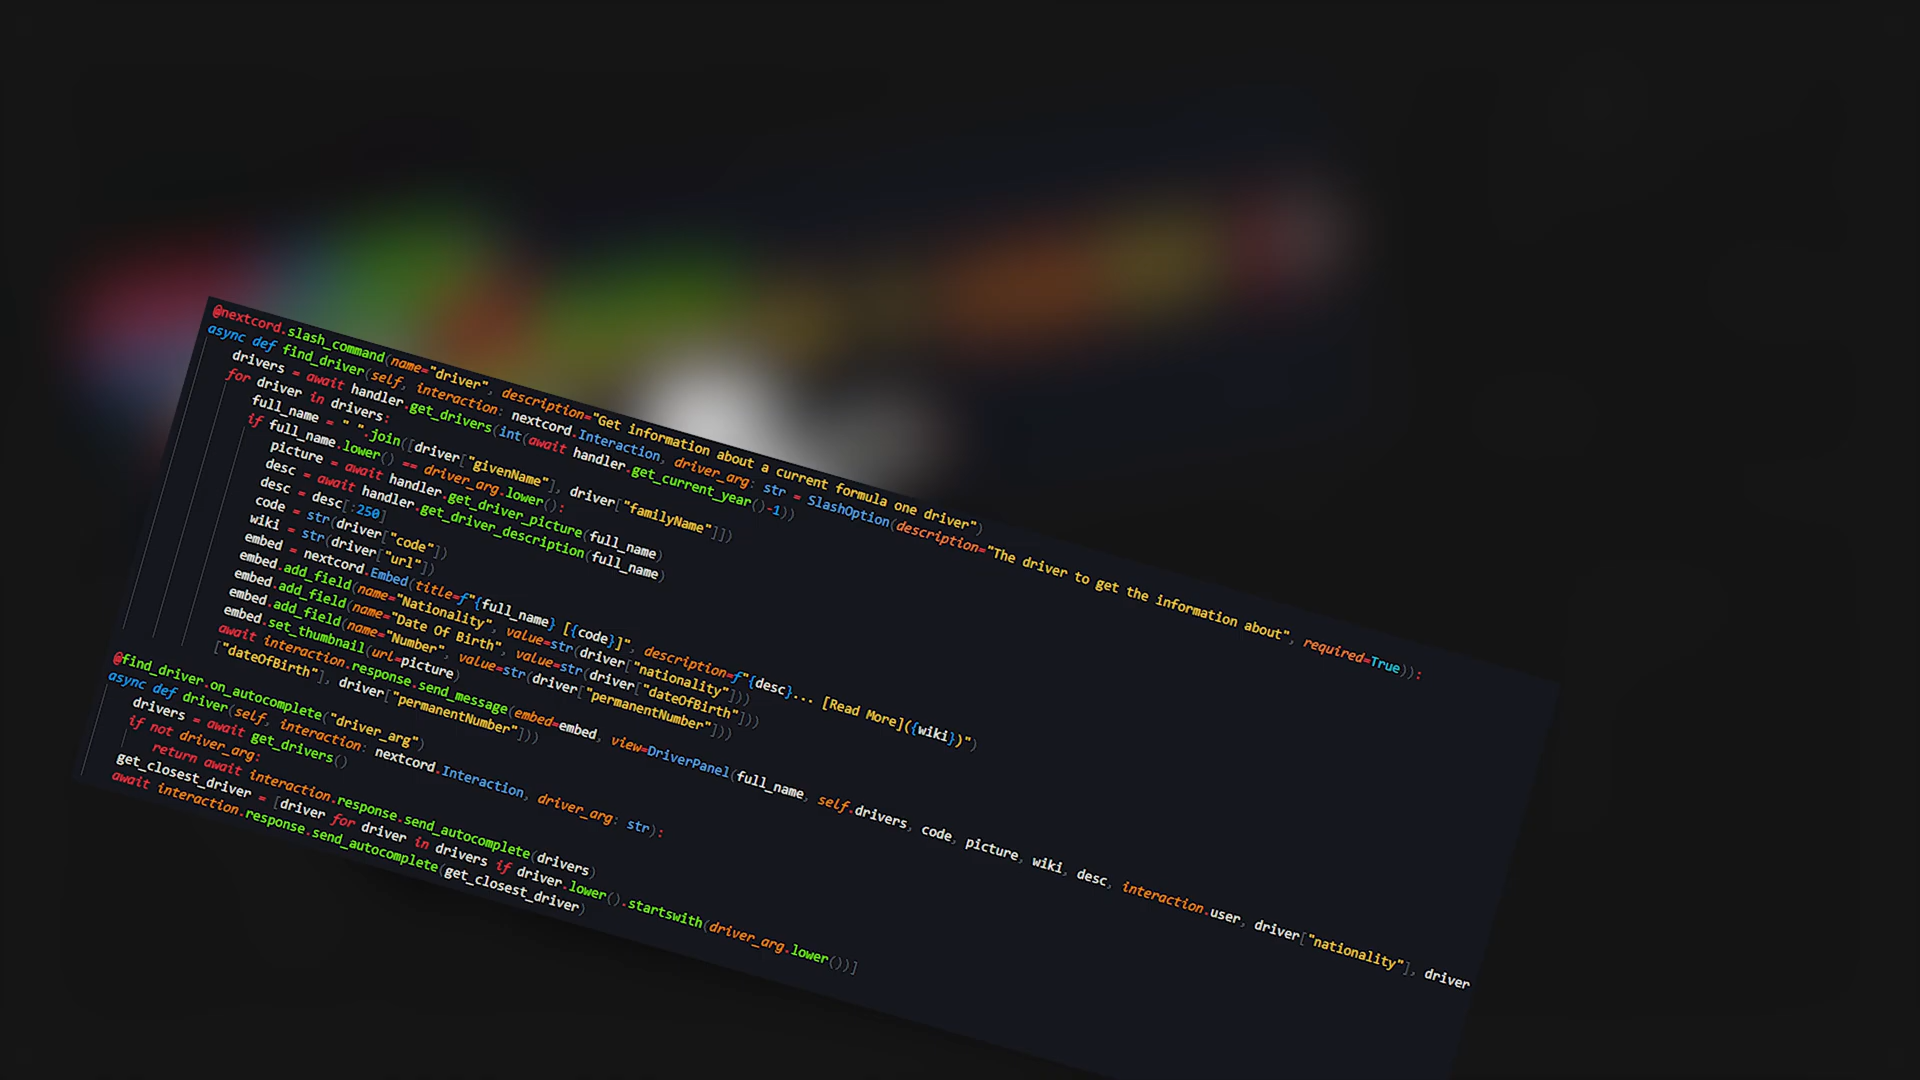 @nextcord.slash_command(name="driver", description="Get information about a current formula one driver")
async def find_driver(self, interaction: nextcord.Interaction, driver_arg: str = SlashOption(description="The driver to get the information about", required=True)):
drivers = await handler.get_drivers(int(await handler.get_current_year()-1))
for driver in drivers:
full_name = " ".join([driver["givenName"], driver["familyName"]])
if full_name.lower() == driver_arg.lower():
picture = await handler.get_driver_picture(full_name)
desc = await handler.get_driver_description(full_name)
desc = desc[:250]
code = str(driver["code"])
wiki = str(driver["url"])
embed = nextcord.Embed(title=f"{full_name} [{code}]", description=f"{desc}... [Read More]({wiki})")
embed.add_field(name="Nationality", value=str(driver["nationality"]))
embed.add_field(name="Date Of Birth", value=str(driver["dateOfBirth"]))
embed.add_field(name="Number", value=str(driver["permanentNumber"]))
embed.set_thumbnail(url=picture)
await interaction.response.send_message(embed=embed, view=DriverPanel(full_name, self.drivers, code, picture, wiki, desc, interaction.user, driver["nationality"], driver
["dateOfBirth"], driver["permanentNumber"]))
@find_driver.on_autocomplete("driver_arg")
async def driver(self, interaction: nextcord.Interaction, driver_arg: str):
drivers = await get_drivers()
if not driver_arg:
return await interaction.response.send_autocomplete(drivers)
get_closest_driver = [driver for driver in drivers if driver.lower().startswith(driver_arg.lower())]
await interaction.response.send_autocomplete(get_closest_driver)